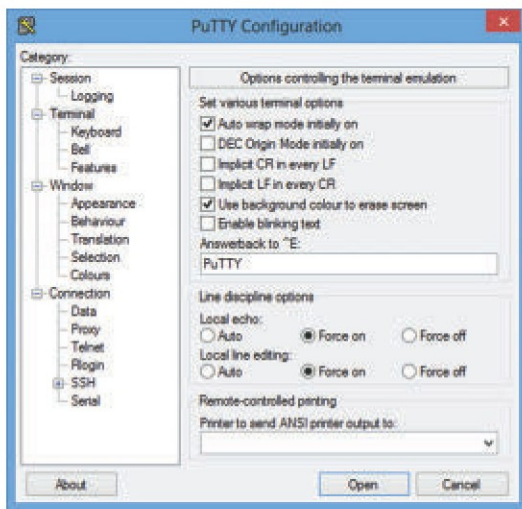 PuTTY Configuration
Category:
Session
Logging
Terminal
Keyboard
Bell
Features
Window
Appearance
Behaviour
Translation
Selection
Colours
Connection
Data
Proxy
Telnet
Rlogin
SSH
Serial
Options controlling the terminal emulation
Set various terminal options
Auto wrap mode initially on
DEC Origin Mode initially on
Implicit CR in every LF
Implicit LF in every CR
Use background colour to erase screen
Enable blinking text
Answerback to ^E:
PuTTY
Line discipline options
Local echo:
Auto Force on Force off
Local line editing:
Auto Force on Force off
Remote-controlled printing
Printer to send ANSI printer output to:
About Open Cancel